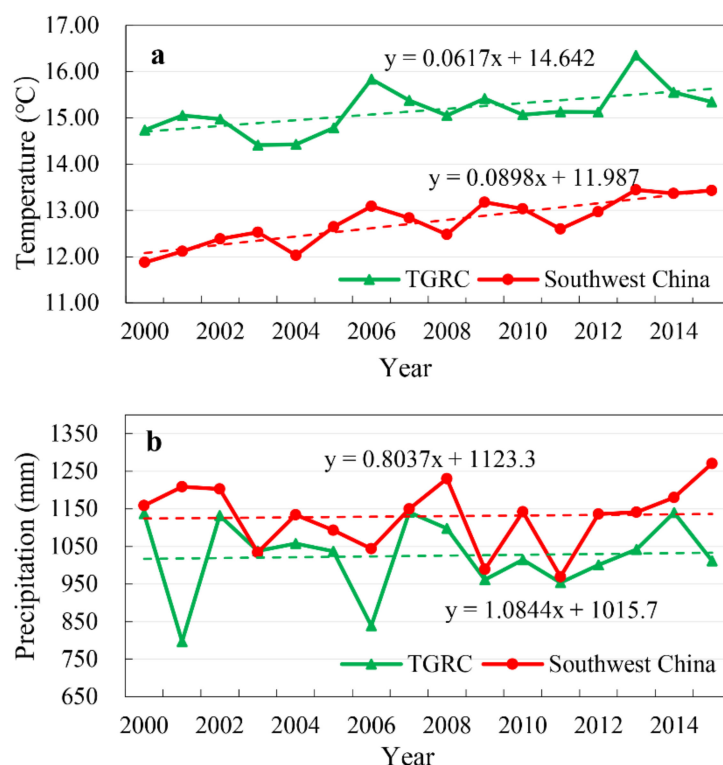 a
17.00
16.00
15.00
14.00
13.00
12.00
11.00
Temperature (℃)
y = 0.0617x + 14.642
y = 0.0898x + 11.987
TGRC Southwest China
2000 2002 2004 2006 2008 2010 2012 2014
Year
b
1350
1250
1150
1050
950
850
750
650
Precipitation (mm)
y = 0.8037x + 1123.3
y = 1.0844x + 1015.7
TGRC Southwest China
2000 2002 2004 2006 2008 2010 2012 2014
Year